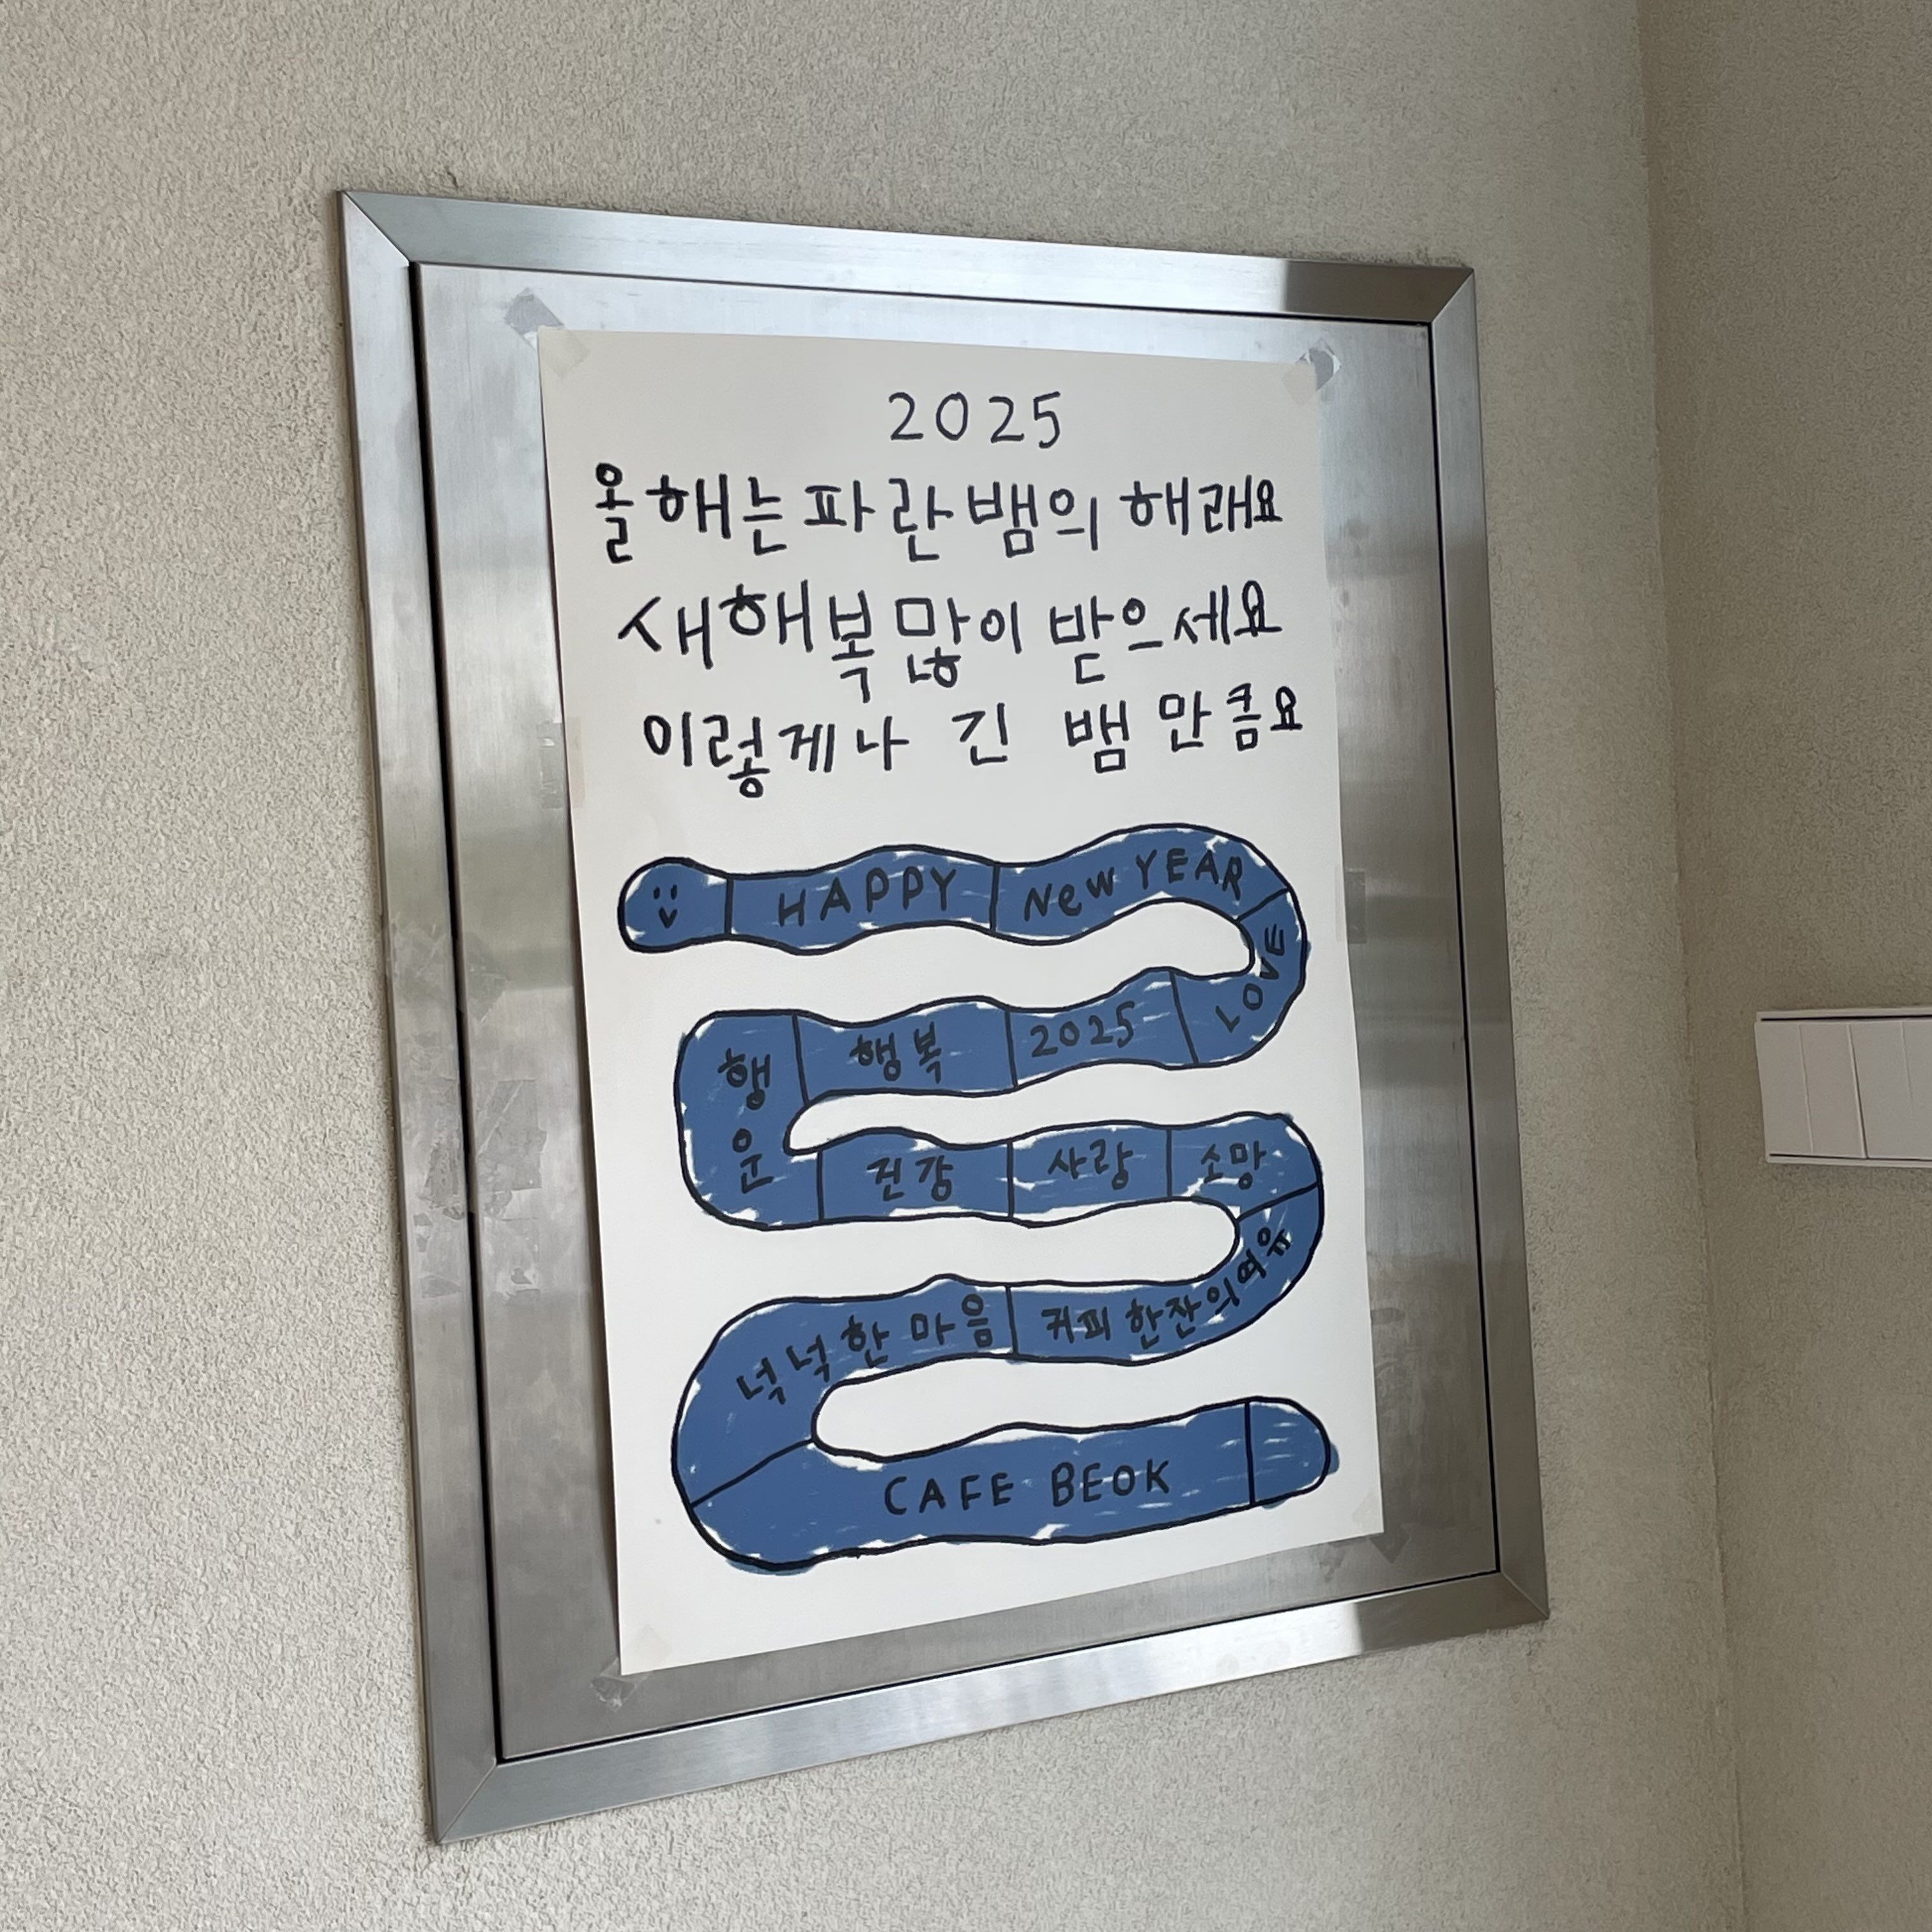 2025
올해는 파란 뱀의 해래요
새해 복 많이 받으세요
이렇게나 긴 뱀 만큼요
HAPPY
NeW YEAR
LOVE
2025
행복
행운
건강
사랑
소망
커피 한잔의 여유
넉넉한 마음
CAFE BEOK